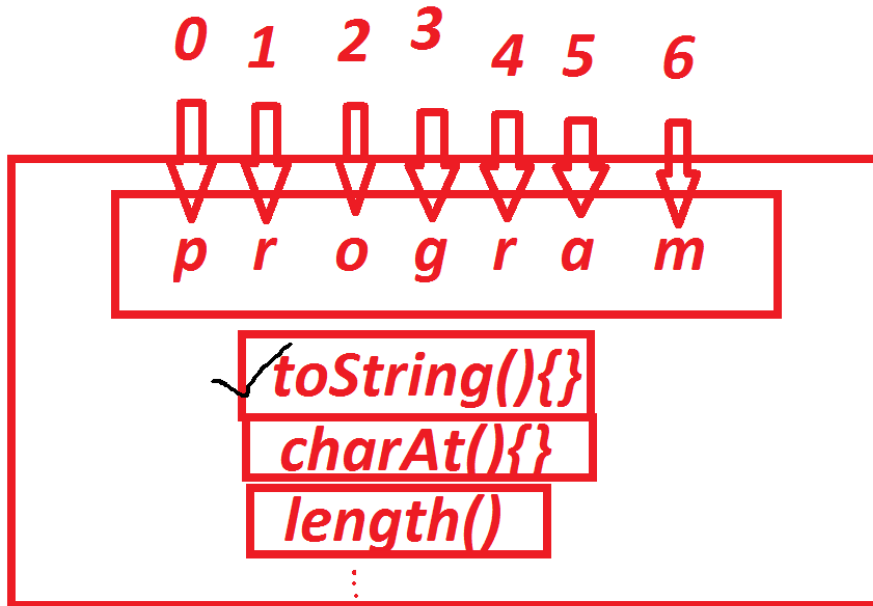 0 1 2 3 4 5 6
p r o g r a m
toString(){}
charAt(){}
length()